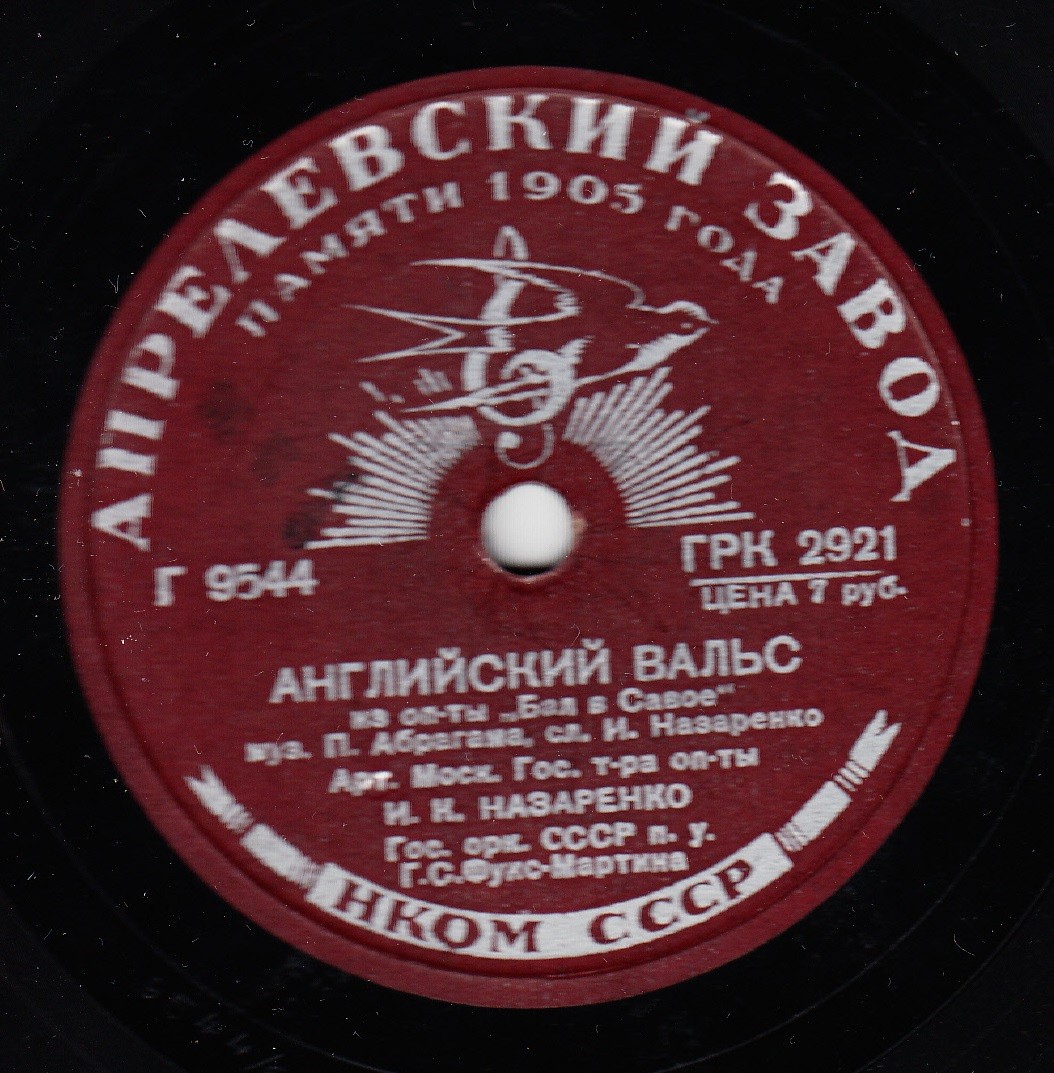 АПРЕЛЕВСКИЙ ЗАВОД
ПАМЯТИ 1905 ГОДА
Г 9544
ГРК 2921
ЦЕНА 7 руб.
АНГЛИЙСКИЙ ВАЛЬС
из оп-ты „Бал в Савое"
муз. П. Абрагама, сл. И. Назаренко
Арт. Моск. Гос. т-ра оп-ты
И. К. НАЗАРЕНКО
Гос. орк. СССР п. у.
Г.С.Фукс-Мартина
НКОМ СССР